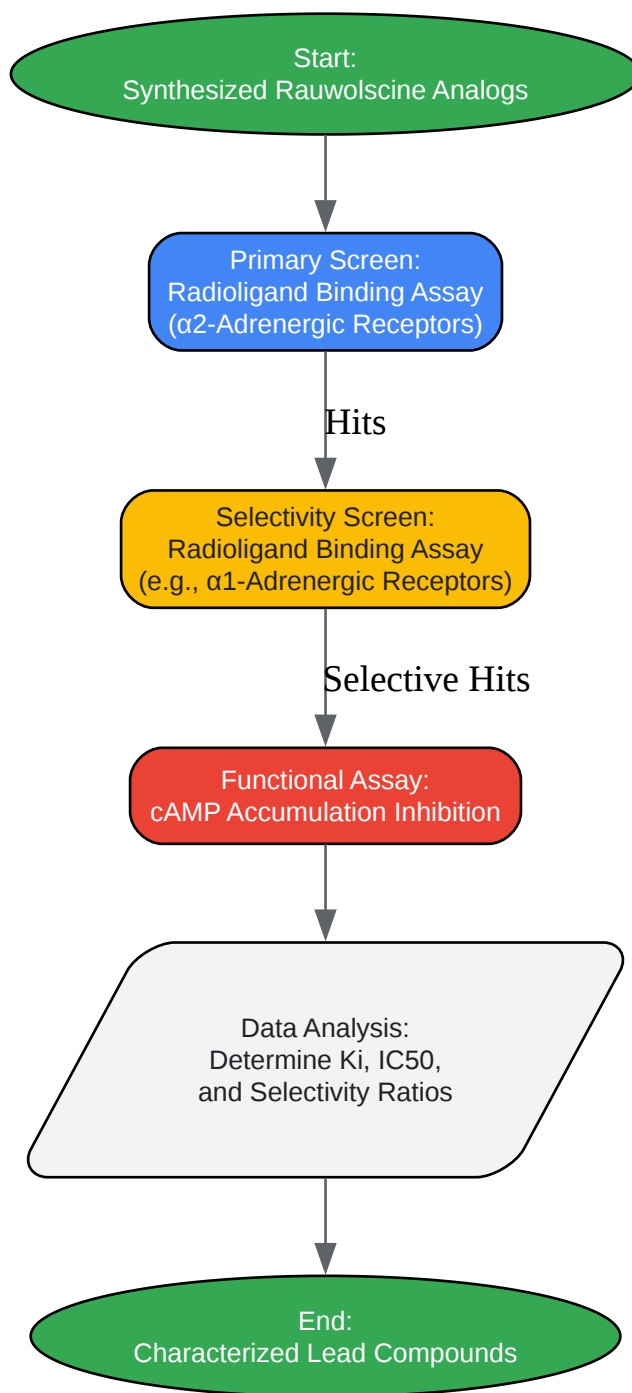 Start:
Synthesized Rauwolscine Analogs
Primary Screen:
Radioligand Binding Assay
(α2-Adrenergic Receptors)
Hits
Selectivity Screen:
Radioligand Binding Assay
(e.g., α1-Adrenergic Receptors)
Selective Hits
Functional Assay:
cAMP Accumulation Inhibition
Data Analysis:
Determine Ki, IC50,
and Selectivity Ratios
End:
Characterized Lead Compounds